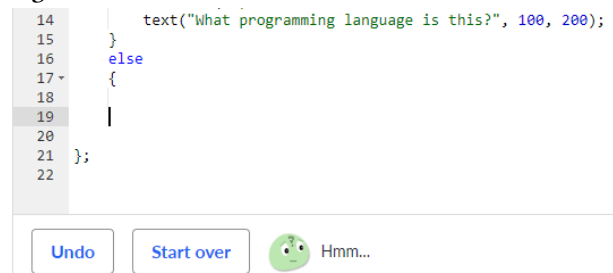 14 text("What programming language is this?", 100, 200);
15 }
16 else
17 {
18
19
20
21 };
22
Undo Start over ? Hmm...